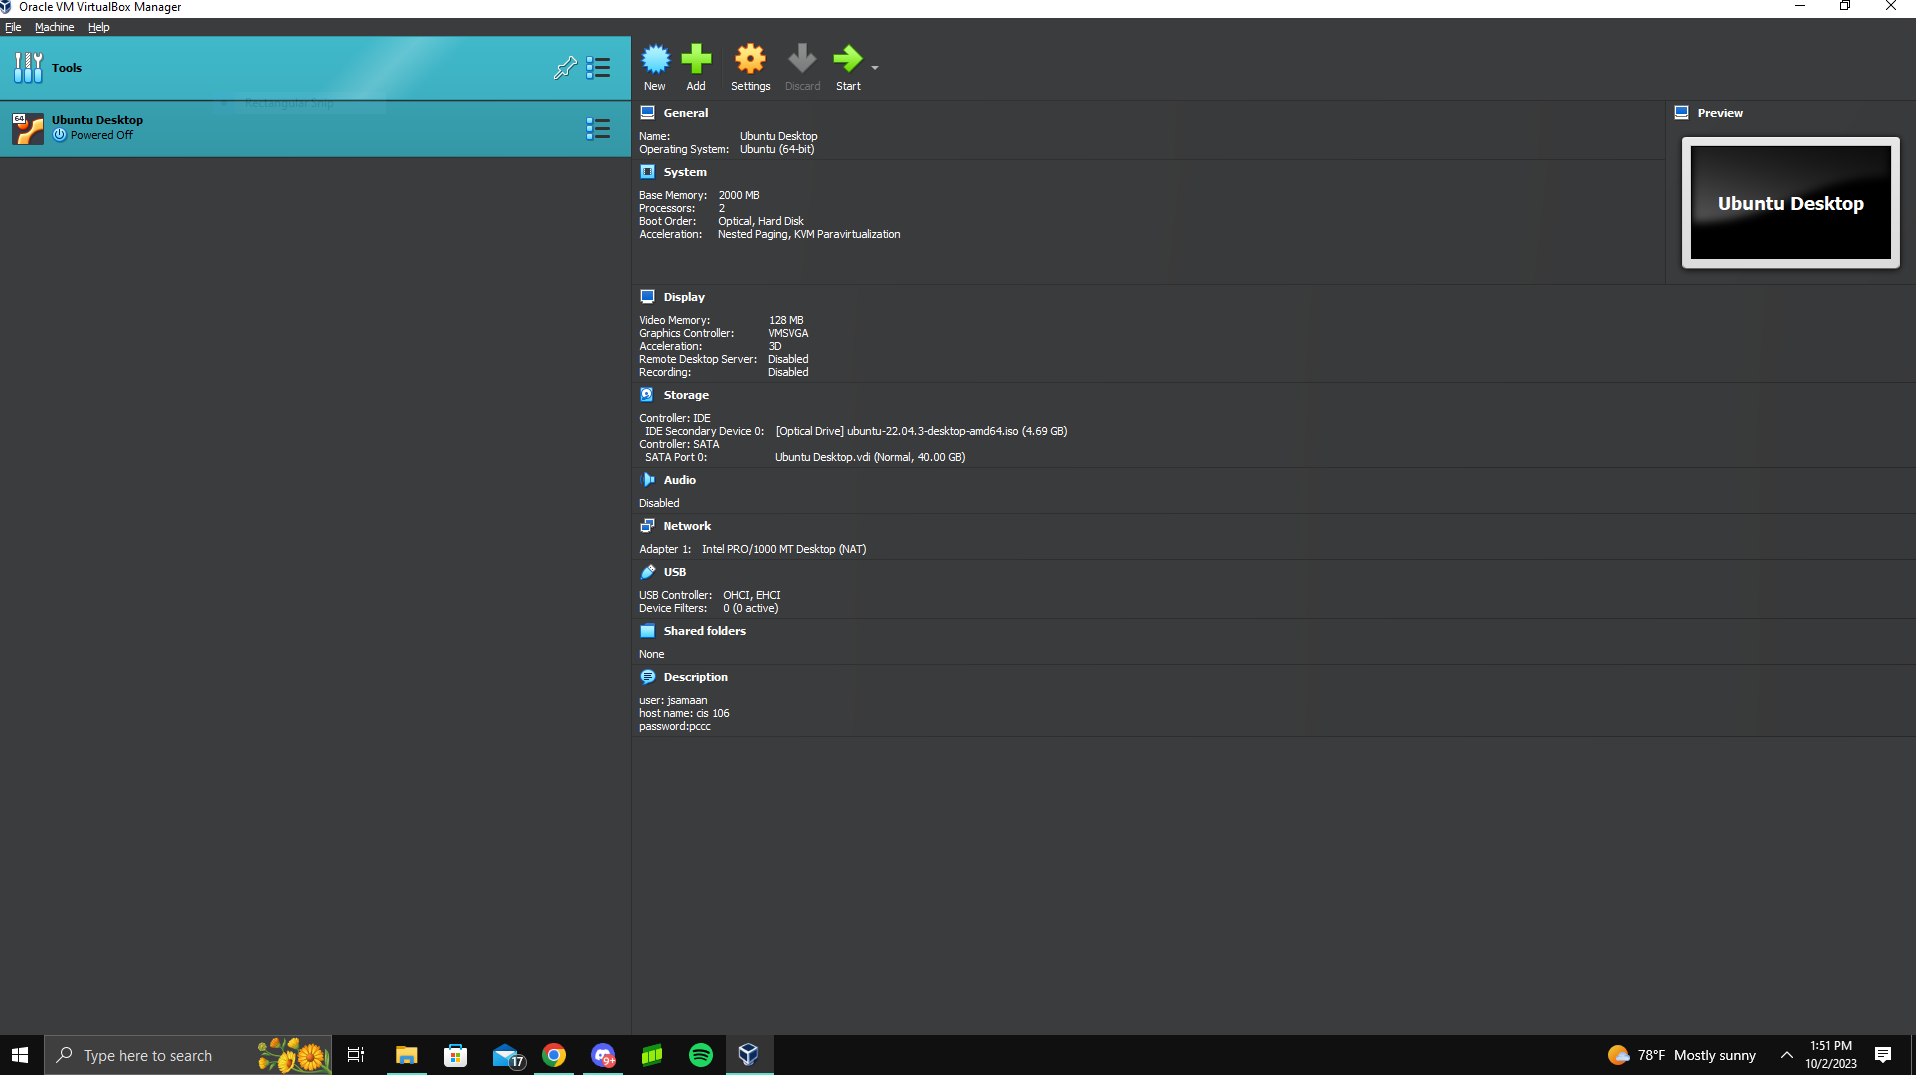 Oracle VM VirtualBox Manager
File Machine Help
Tools
Rectangular Snip
64
Ubuntu Desktop
Powered Off
New Add Settings Discard Start
General
Name: Ubuntu Desktop
Operating System: Ubuntu (64-bit)
System
Base Memory: 2000 MB
Processors: 2
Boot Order: Optical, Hard Disk
Acceleration: Nested Paging, KVM Paravirtualization
Preview
Ubuntu Desktop
Display
Video Memory: 128 MB
Graphics Controller: VMSVGA
Acceleration: 3D
Remote Desktop Server: Disabled
Recording: Disabled
Storage
Controller: IDE
IDE Secondary Device 0: [Optical Drive] ubuntu-22.04.3-desktop-amd64.iso (4.69 GB)
Controller: SATA
SATA Port 0: Ubuntu Desktop.vdi (Normal, 40.00 GB)
Audio
Disabled
Network
Adapter 1: Intel PRO/1000 MT Desktop (NAT)
USB
USB Controller: OHCI, EHCI
Device Filters: 0 (0 active)
Shared folders
None
Description
user: jsamaan
host name: cis 106
password:pccc
Type here to search
17
9+
78°F Mostly sunny
1:51 PM
10/2/2023